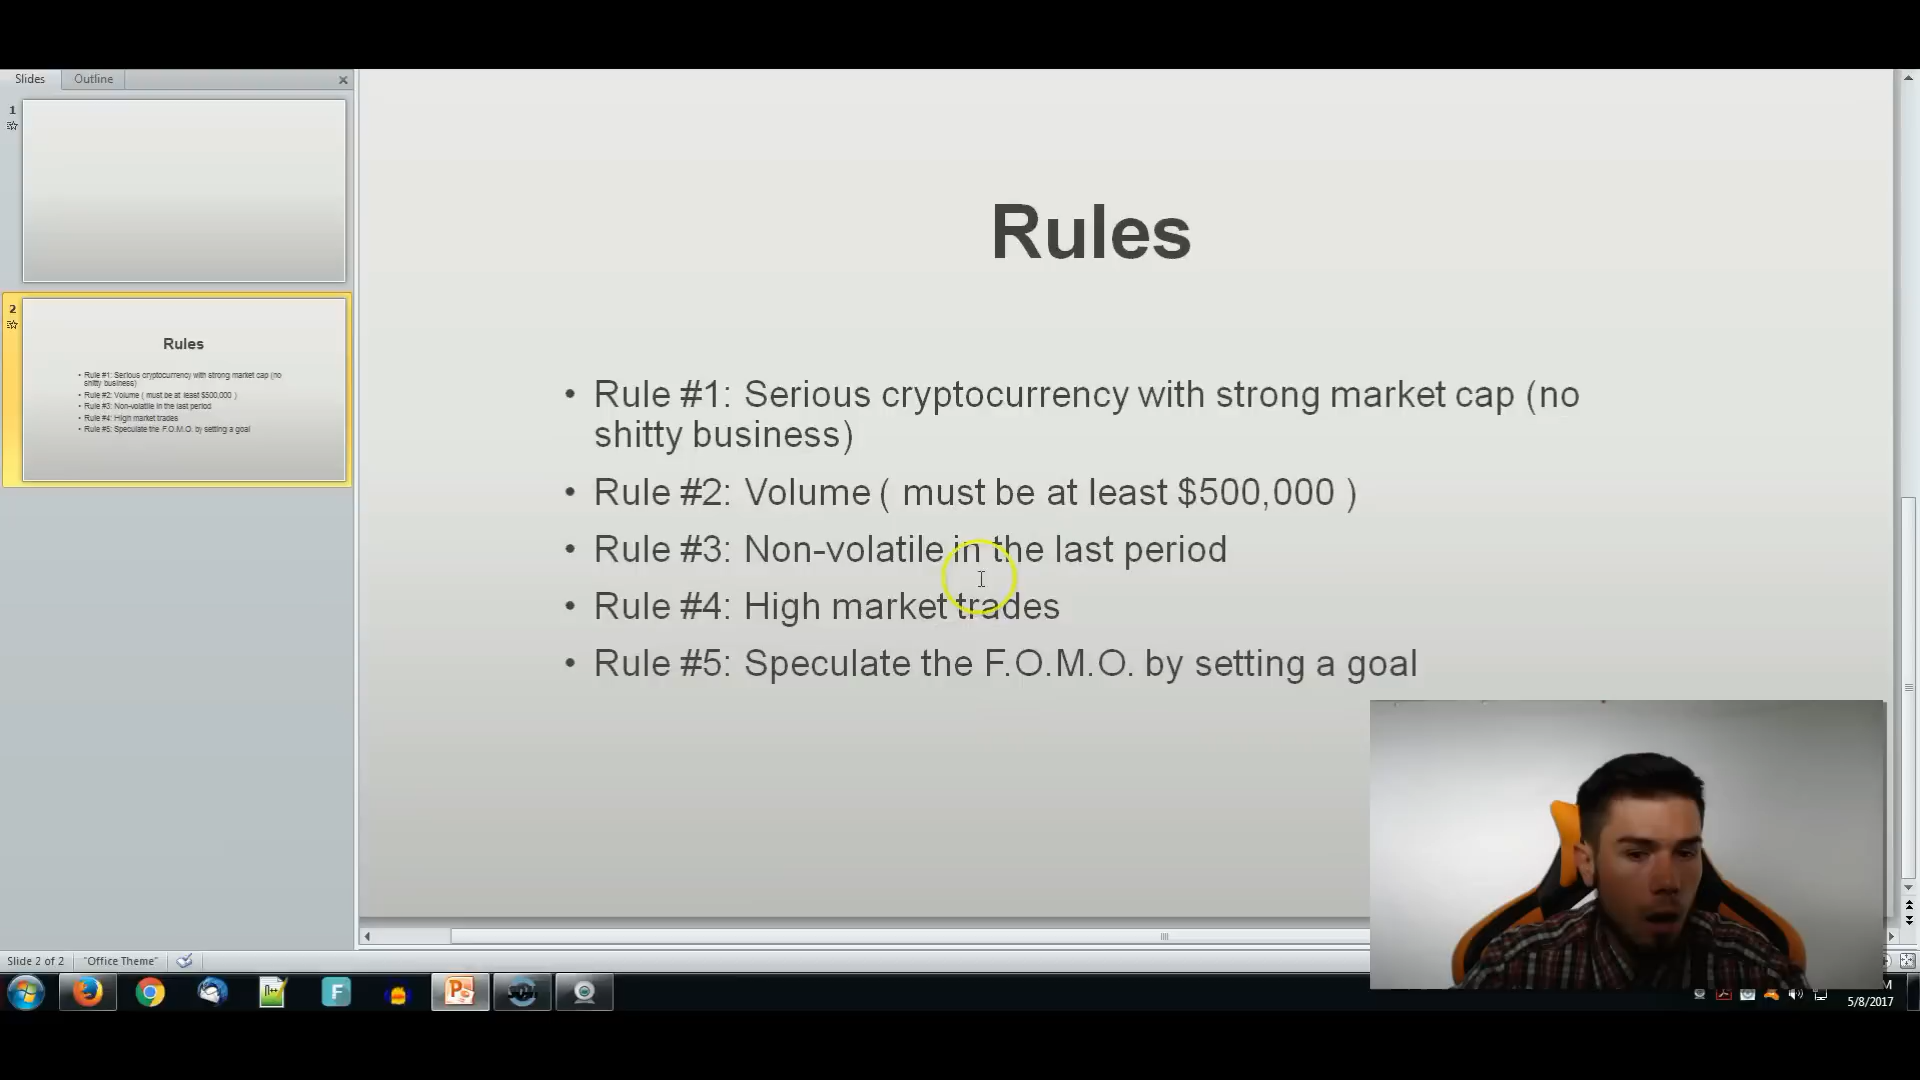 Slides Outline
1
2
Rules
• Rule #1: Serious cryptocurrency with strong market cap (no
shitty business)
• Rule #2: Volume ( must be at least $500,000 )
• Rule #3: Non-volatile in the last period
• Rule #4: High market trades
• Rule #5: Speculate the F.O.M.O. by setting a goal
Rules
• Rule #1: Serious cryptocurrency with strong market cap (no
shitty business)
• Rule #2: Volume ( must be at least $500,000 )
• Rule #3: Non-volatile in the last period
• Rule #4: High market trades
• Rule #5: Speculate the F.O.M.O. by setting a goal
Slide 2 of 2 "Office Theme"
F
M
5/8/2017